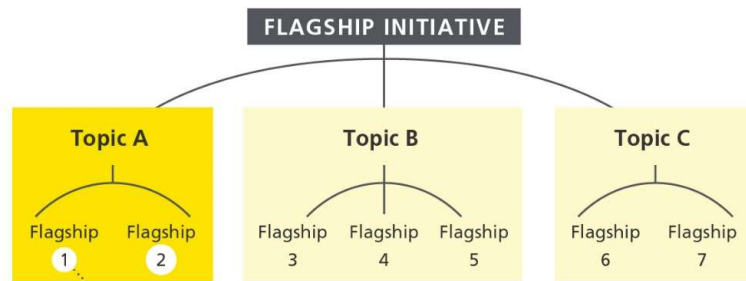 FLAGSHIP INITIATIVE
Topic A
Topic B
Topic C
Flagship
1
Flagship
2
Flagship
3
Flagship
4
Flagship
5
Flagship
6
Flagship
7